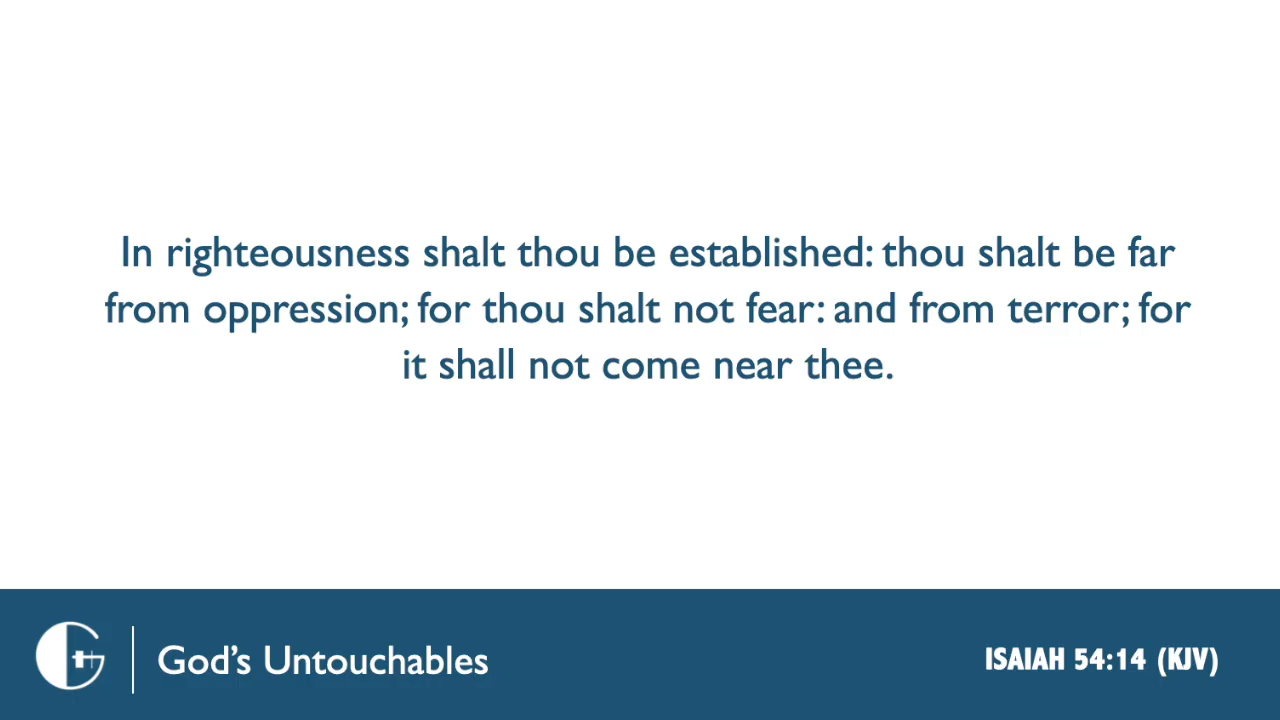 In righteousness shalt thou be established: thou shalt be far
from oppression; for thou shalt not fear: and from terror; for
it shall not come near thee.
God’s Untouchables
ISAIAH 54:14 (KJV)